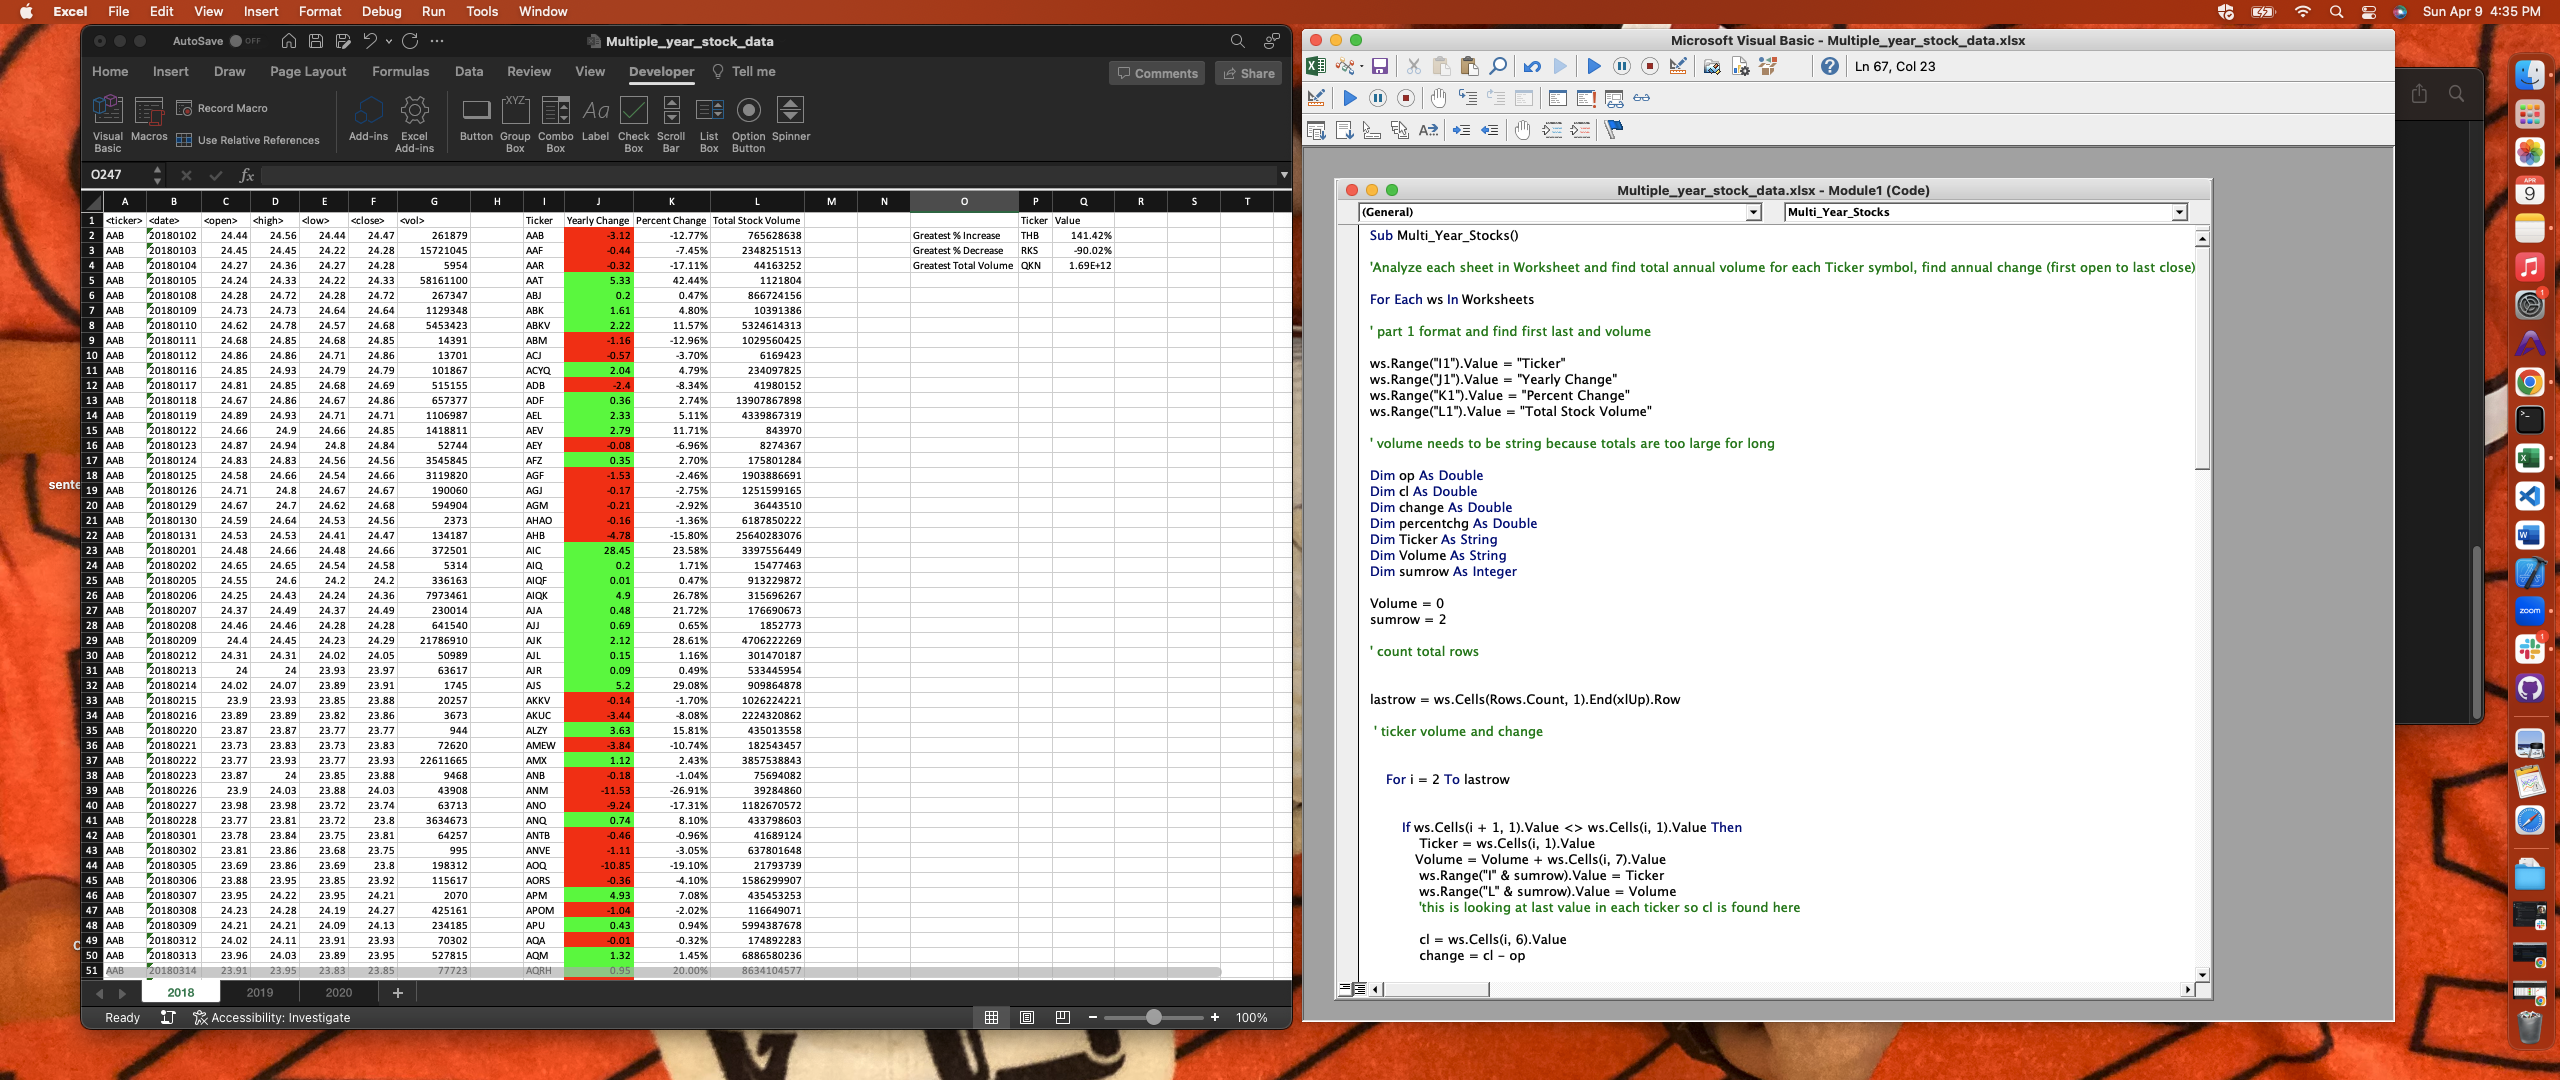 Excel File Edit View Insert Format Debug Run Tools Window Sun Apr 9 4:35 PM
AutoSave OFF Multiple_year_stock_data
Home Insert Draw Page Layout Formulas Data Review View Developer Tell me Comments Share
Visual Basic Macros Record Macro Use Relative References Add-ins Excel Add-ins Button Group Box Combo Box Label Check Box Scroll Bar List Box Option Button Spinner
O247 fx
A B C D E F G H I J K L M N O P Q R S T
1 <ticker> <date> <open> <high> <low> <close> <vol> Ticker Yearly Change Percent Change Total Stock Volume Ticker Value
2 AAB 20180102 24.44 24.56 24.44 24.47 261879 AAB -3.12 -12.77% 765628638 Greatest % Increase THB 141.42%
3 AAB 20180103 24.45 24.45 24.22 24.28 15721045 AAF -0.44 -7.45% 2348251513 Greatest % Decrease RKS -90.02%
4 AAB 20180104 24.27 24.36 24.27 24.28 5954 AAR -0.32 -17.11% 44163252 Greatest Total Volume QKN 1.69E+12
5 AAB 20180105 24.24 24.33 24.22 24.33 58161100 AAT 5.33 42.44% 1121804
6 AAB 20180108 24.28 24.72 24.28 24.72 267347 ABJ 0.2 0.47% 866724156
7 AAB 20180109 24.73 24.73 24.64 24.64 1129348 ABK 1.61 4.80% 10391386
8 AAB 20180110 24.62 24.78 24.57 24.68 5453423 ABKV 2.22 11.57% 5324614313
9 AAB 20180111 24.68 24.85 24.68 24.85 14391 ABM -1.16 -12.96% 1029560425
10 AAB 20180112 24.86 24.86 24.71 24.86 13701 ACJ -0.57 -3.70% 6169423
11 AAB 20180116 24.85 24.93 24.79 24.79 101867 ACYQ 2.04 4.79% 234097825
12 AAB 20180117 24.81 24.85 24.68 24.69 515155 ADB -2.4 -8.34% 41980152
13 AAB 20180118 24.67 24.86 24.67 24.86 657377 ADF 0.36 2.74% 13907867898
14 AAB 20180119 24.89 24.93 24.71 24.71 1106987 AEL 2.33 5.11% 4339867319
15 AAB 20180122 24.66 24.9 24.66 24.85 1418811 AEV 2.79 11.71% 843970
16 AAB 20180123 24.87 24.94 24.8 24.84 52744 AEY -0.08 -6.96% 8274367
17 AAB 20180124 24.83 24.83 24.56 24.56 3545845 AFZ 0.35 2.70% 175801284
18 AAB 20180125 24.58 24.66 24.54 24.66 3119820 AGF -1.53 -2.46% 1903886691
19 AAB 20180126 24.71 24.8 24.67 24.67 190060 AGJ -0.17 -2.75% 1251599165
20 AAB 20180129 24.67 24.7 24.62 24.68 594904 AGM -0.21 -2.92% 36443510
21 AAB 20180130 24.59 24.64 24.53 24.56 2373 AHAO -0.16 -1.36% 6187850222
22 AAB 20180131 24.53 24.53 24.41 24.47 134187 AHB -4.78 -15.80% 25640283076
23 AAB 20180201 24.48 24.66 24.48 24.66 372501 AIC 28.45 23.58% 3397556449
24 AAB 20180202 24.65 24.65 24.54 24.58 5314 AIQ 0.2 1.71% 15477463
25 AAB 20180205 24.55 24.6 24.2 24.2 336163 AIQF 0.01 0.47% 913229872
26 AAB 20180206 24.25 24.43 24.24 24.36 7973461 AIQK 4.9 26.78% 315696267
27 AAB 20180207 24.37 24.49 24.37 24.49 230014 AJA 0.48 21.72% 176690673
28 AAB 20180208 24.46 24.46 24.28 24.28 641540 AJJ 0.69 0.65% 1852773
29 AAB 20180209 24.4 24.45 24.23 24.29 21786910 AJK 2.12 28.61% 4706222269
30 AAB 20180212 24.31 24.31 24.02 24.05 50989 AJL 0.15 1.16% 301470187
31 AAB 20180213 24 24 23.93 23.97 63617 AJR 0.09 0.49% 533445954
32 AAB 20180214 24.02 24.07 23.89 23.91 1745 AJS 5.2 29.08% 909864878
33 AAB 20180215 23.9 23.93 23.85 23.88 20257 AKKV -0.14 -1.70% 1026224221
34 AAB 20180216 23.89 23.89 23.82 23.86 3673 AKUC -3.44 -8.08% 2224320862
35 AAB 20180220 23.87 23.87 23.77 23.77 944 ALZY 3.63 15.81% 435013558
36 AAB 20180221 23.73 23.83 23.73 23.83 72620 AMEW -3.84 -10.74% 182543457
37 AAB 20180222 23.77 23.93 23.77 23.93 22611665 AMX 1.12 2.43% 3857538843
38 AAB 20180223 23.87 24 23.85 23.88 9468 ANB -0.18 -1.04% 75694082
39 AAB 20180226 23.9 24.03 23.88 24.03 43908 ANM -11.53 -26.91% 39284860
40 AAB 20180227 23.98 23.98 23.72 23.74 63713 ANO -9.24 -17.31% 1182670572
41 AAB 20180228 23.77 23.81 23.72 23.8 3634673 ANQ 0.74 8.10% 433798603
42 AAB 20180301 23.78 23.84 23.75 23.81 64257 ANTB -0.46 -0.96% 41689124
43 AAB 20180302 23.81 23.86 23.68 23.75 995 ANVE -1.11 -3.05% 637801648
44 AAB 20180305 23.69 23.86 23.69 23.8 198312 AOQ -10.85 -19.10% 21793739
45 AAB 20180306 23.88 23.95 23.85 23.92 115617 AORS -0.36 -4.10% 1586299907
46 AAB 20180307 23.95 24.22 23.95 24.21 2070 APM 4.93 7.08% 435453253
47 AAB 20180308 24.23 24.28 24.19 24.27 425161 APOM -1.04 -2.02% 116649071
48 AAB 20180309 24.21 24.21 24.09 24.13 234185 APU 0.43 0.94% 5994387678
49 AAB 20180312 24.02 24.11 23.91 23.93 70302 AQA -0.01 -0.32% 174892283
50 AAB 20180313 23.96 24.03 23.89 23.95 527815 AQM 1.32 1.45% 6886580236
51 AAB 20180314 23.91 23.95 23.83 23.85 77723 AQRH 0.95 20.00% 8634104577
2018 2019 2020 +
Ready Accessibility: Investigate 100%
sente
C
Microsoft Visual Basic - Multiple_year_stock_data.xlsx
Ln 67, Col 23
Multiple_year_stock_data.xlsx - Module1 (Code)
(General) Multi_Year_Stocks
Sub Multi_Year_Stocks()
'Analyze each sheet in Worksheet and find total annual volume for each Ticker symbol, find annual change (first open to last close)
For Each ws In Worksheets
' part 1 format and find first last and volume
ws.Range("I1").Value = "Ticker"
ws.Range("J1").Value = "Yearly Change"
ws.Range("K1").Value = "Percent Change"
ws.Range("L1").Value = "Total Stock Volume"
' volume needs to be string because totals are too large for long
Dim op As Double
Dim cl As Double
Dim change As Double
Dim percentchg As Double
Dim Ticker As String
Dim Volume As String
Dim sumrow As Integer
Volume = 0
sumrow = 2
' count total rows
lastrow = ws.Cells(Rows.Count, 1).End(xlUp).Row
' ticker volume and change
For i = 2 To lastrow
If ws.Cells(i + 1, 1).Value <> ws.Cells(i, 1).Value Then
Ticker = ws.Cells(i, 1).Value
Volume = Volume + ws.Cells(i, 7).Value
ws.Range("I" & sumrow).Value = Ticker
ws.Range("L" & sumrow).Value = Volume
'this is looking at last value in each ticker so cl is found here
cl = ws.Cells(i, 6).Value
change = cl - op
APR
9
zoom